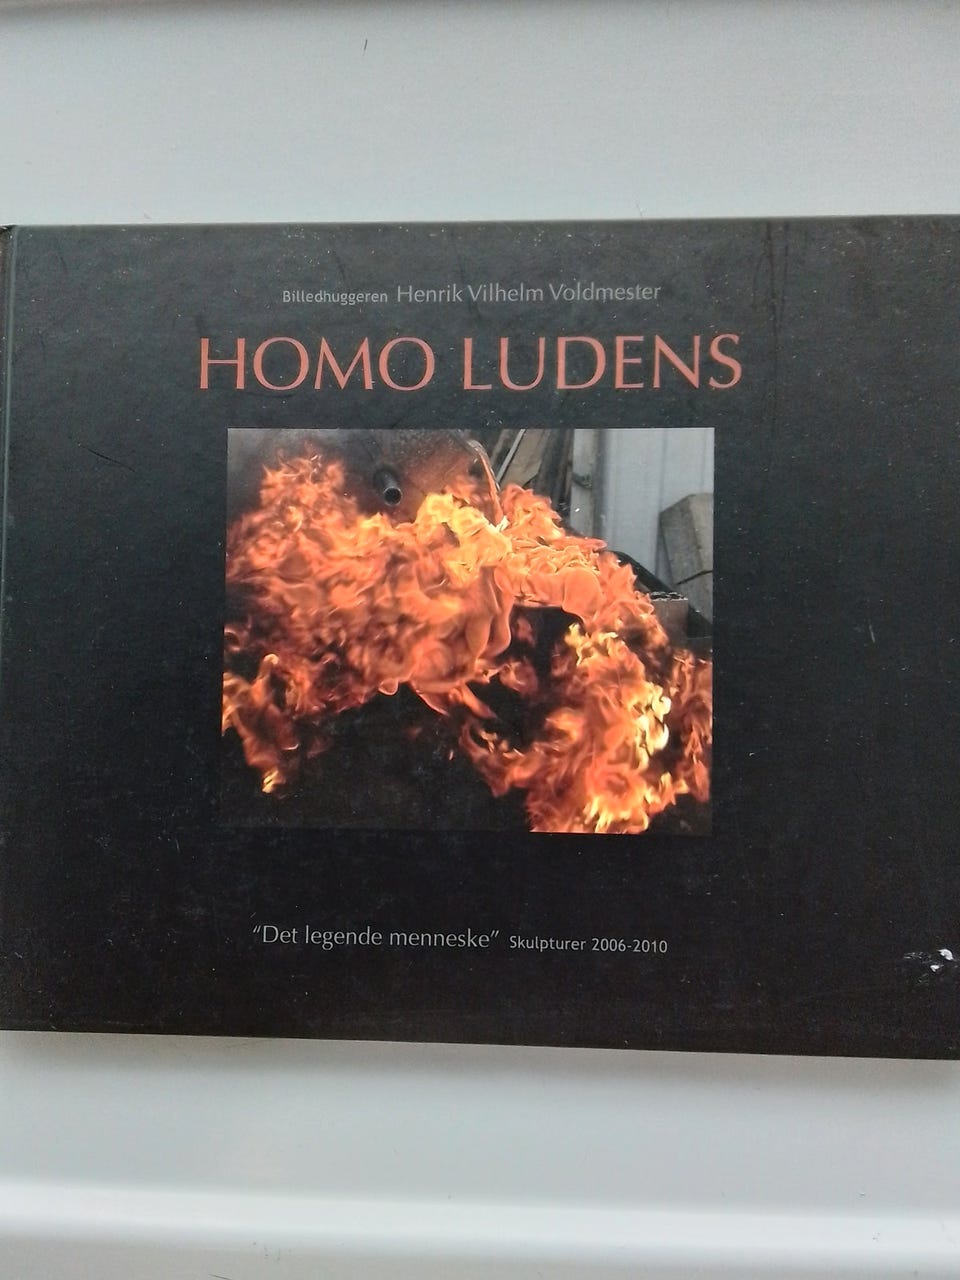 Billedhuggeren Henrik Vilhelm Voldmester
HOMO LUDENS
“Det legende menneske” Skulpturer 2006-2010